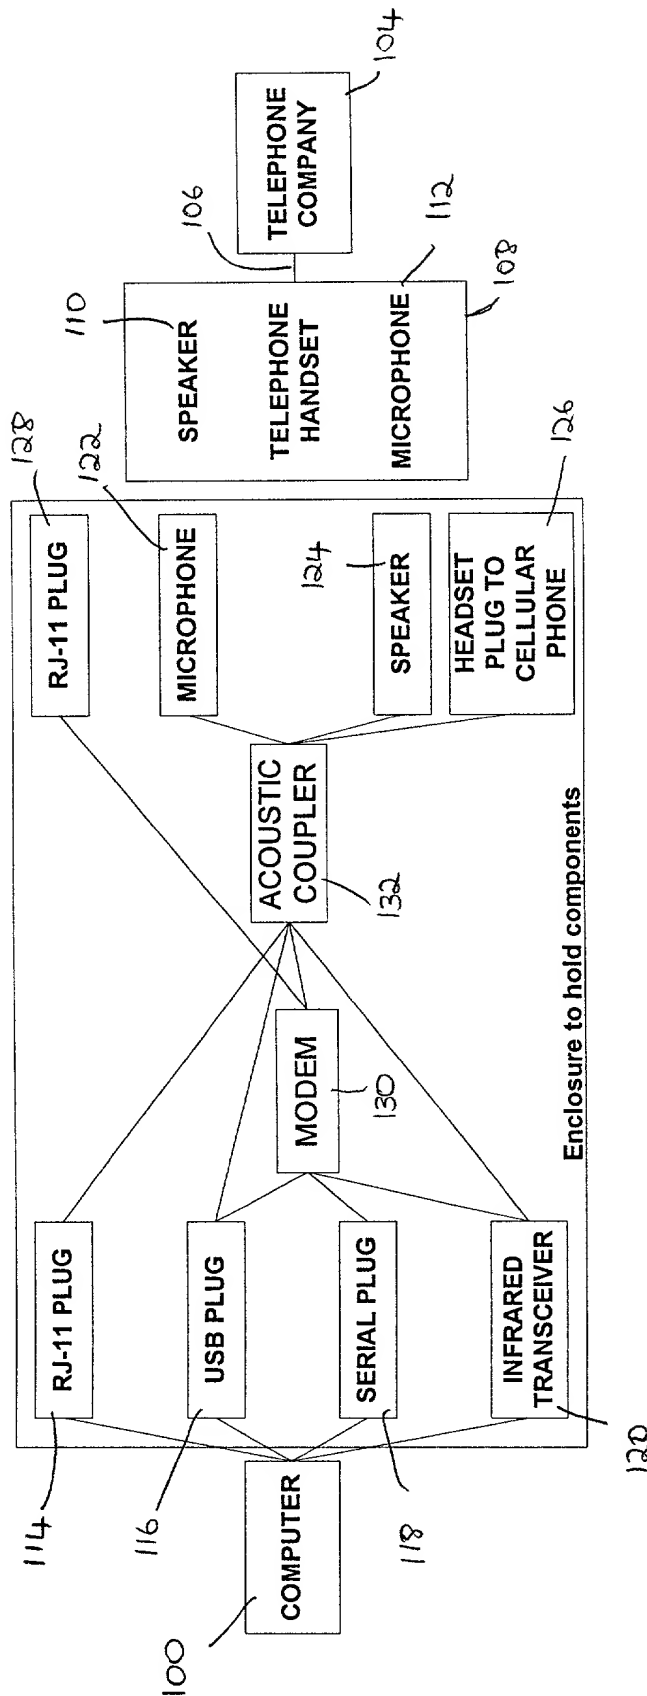 100
COMPUTER
114
RJ-11 PLUG
116
USB PLUG
SERIAL PLUG
118
INFRARED
TRANSCEIVER
120
MODEM
130
ACOUSTIC
COUPLER
132
RJ-11 PLUG
128
MICROPHONE
122
124
SPEAKER
HEADSET
PLUG TO
CELLULAR
PHONE
126
Enclosure to hold components
110
SPEAKER
TELEPHONE
HANDSET
MICROPHONE
112
108
106
TELEPHONE
COMPANY
104